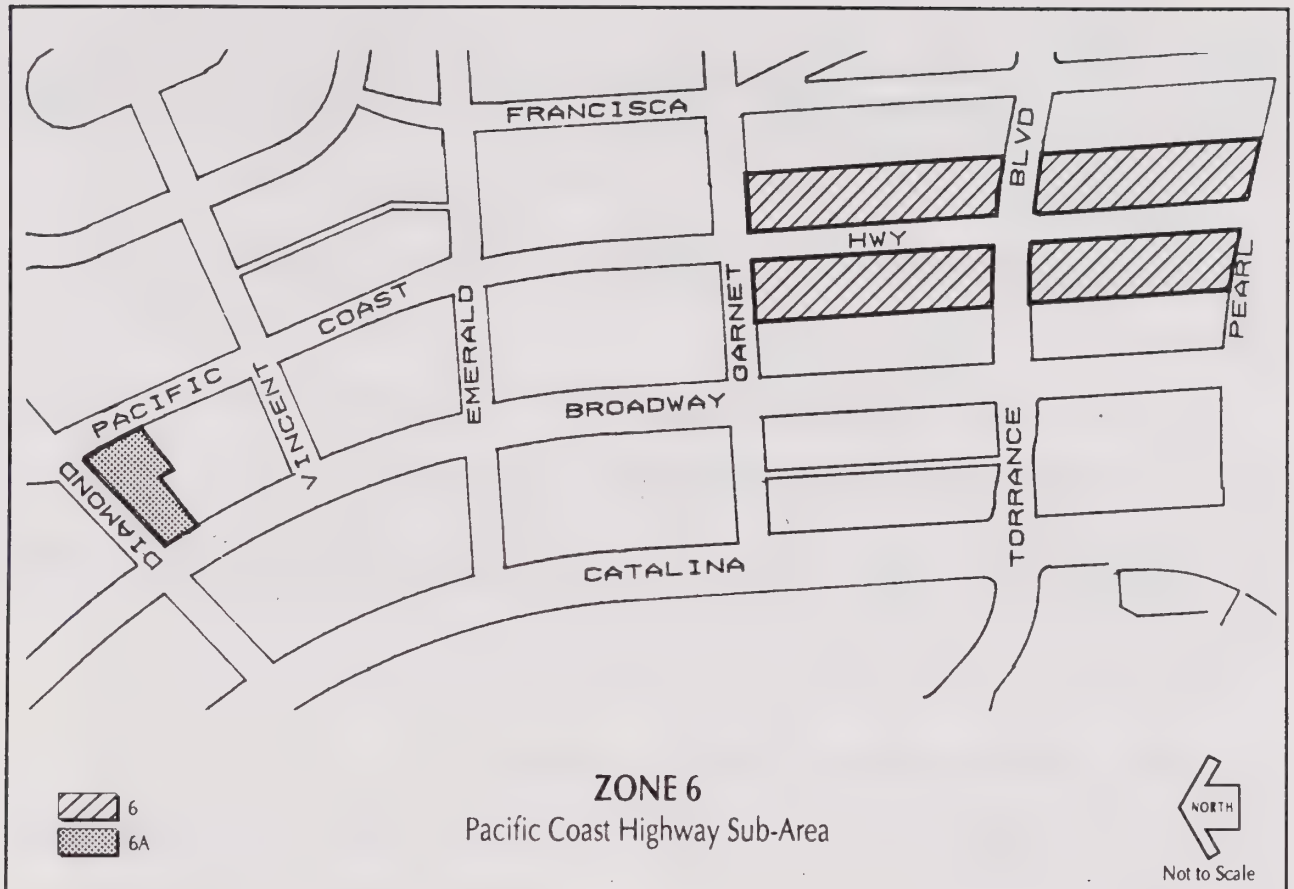 FRANCISCA
BLVD
HWY
GARNET
PEARL
COAST
EMERALD
PACIFIC
VINCENT
BROADWAY
DIAMOND
TORRANCE
CATALINA
6
6A
ZONE 6
Pacific Coast Highway Sub-Area
NORTH
Not to Scale